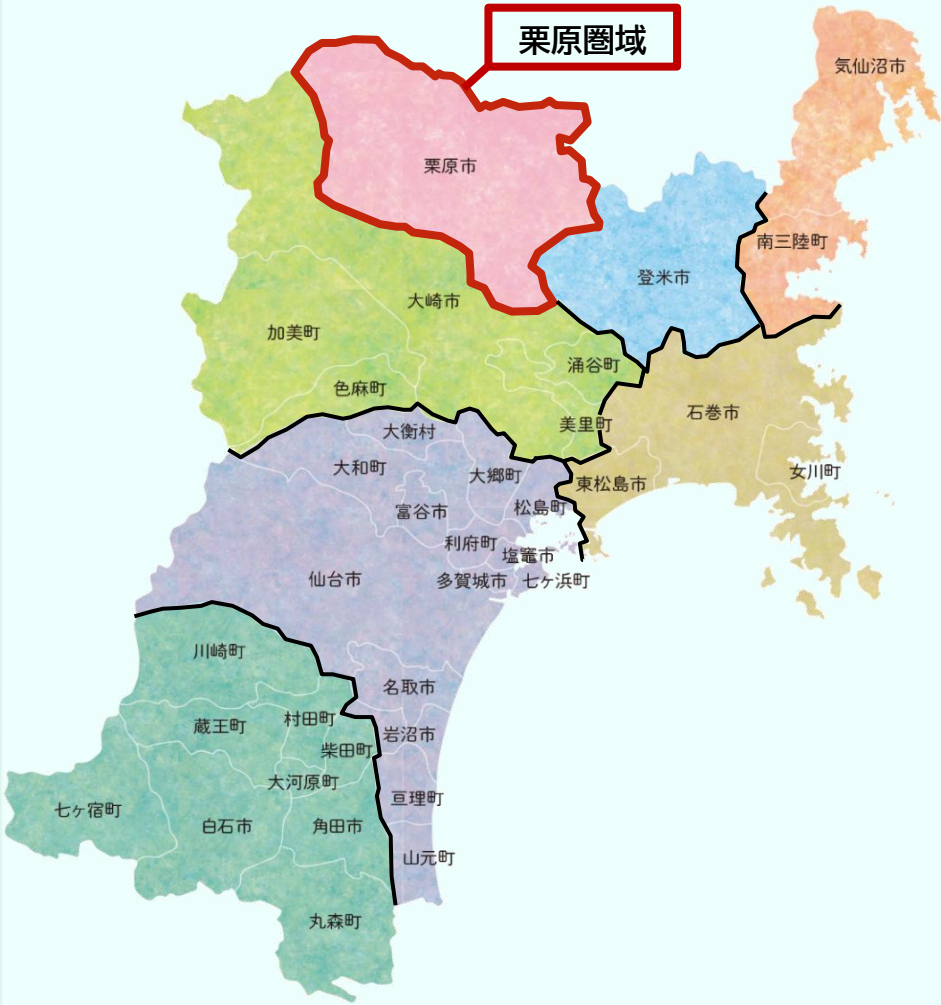 栗原圏域
気仙沼市
栗原市
南三陸町
登米市
大崎市
加美町
涌谷町
色麻町
石巻市
美里町
大衡村
大和町
大郷町
女川町
東松島市
富谷市
松島町
利府町
塩竈市
仙台市
多賀城市
七ヶ浜町
川崎町
名取市
村田町
蔵王町
岩沼市
柴田町
大河原町
亘理町
七ヶ宿町
白石市
角田市
山元町
丸森町